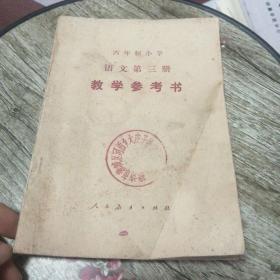 六年制小学
语文第三册
教学参考书
人民教育出版社